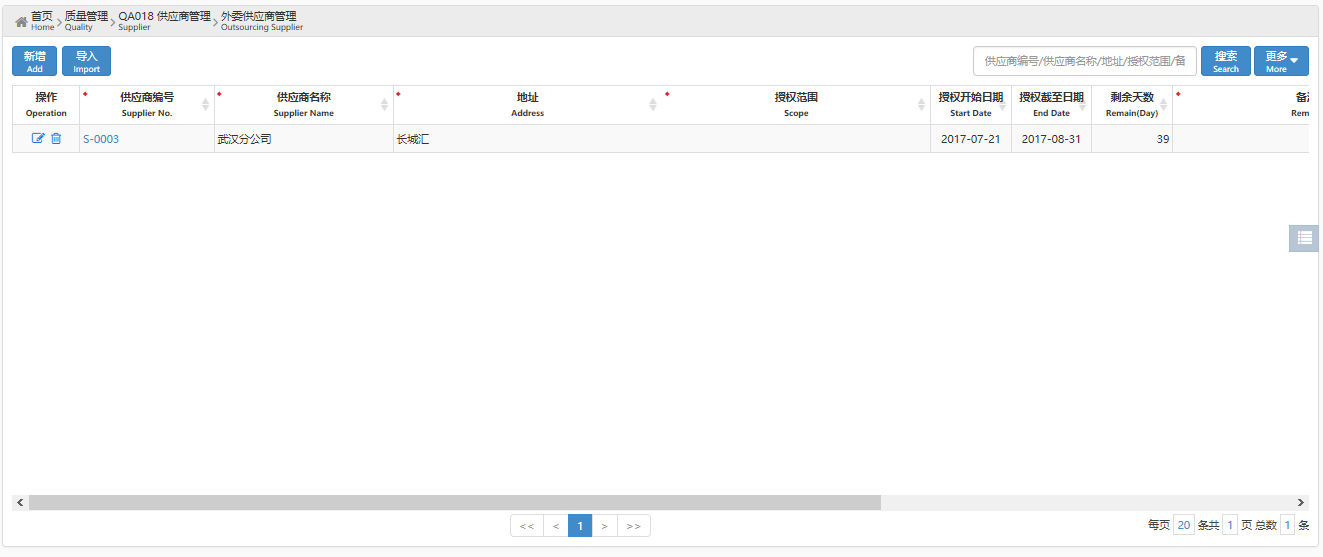 首页 质量管理 QA018 供应商管理 外委供应商管理
Home Quality Supplier Outsourcing Supplier
新增 导入 供应商编号/供应商名称/地址/授权范围/备 搜索 更多
Add Import Search More
操作 * 供应商编号 * 供应商名称 * 地址 * 授权范围 授权开始日期 授权截至日期 剩余天数 *
Operation Supplier No. Supplier Name Address Scope Start Date End Date Remain(Day) Rem
S-0003 武汉分公司 长城汇 2017-07-21 2017-08-31 39
<< < 1 > >> 每页 20 条共 1 页 总数 1 条